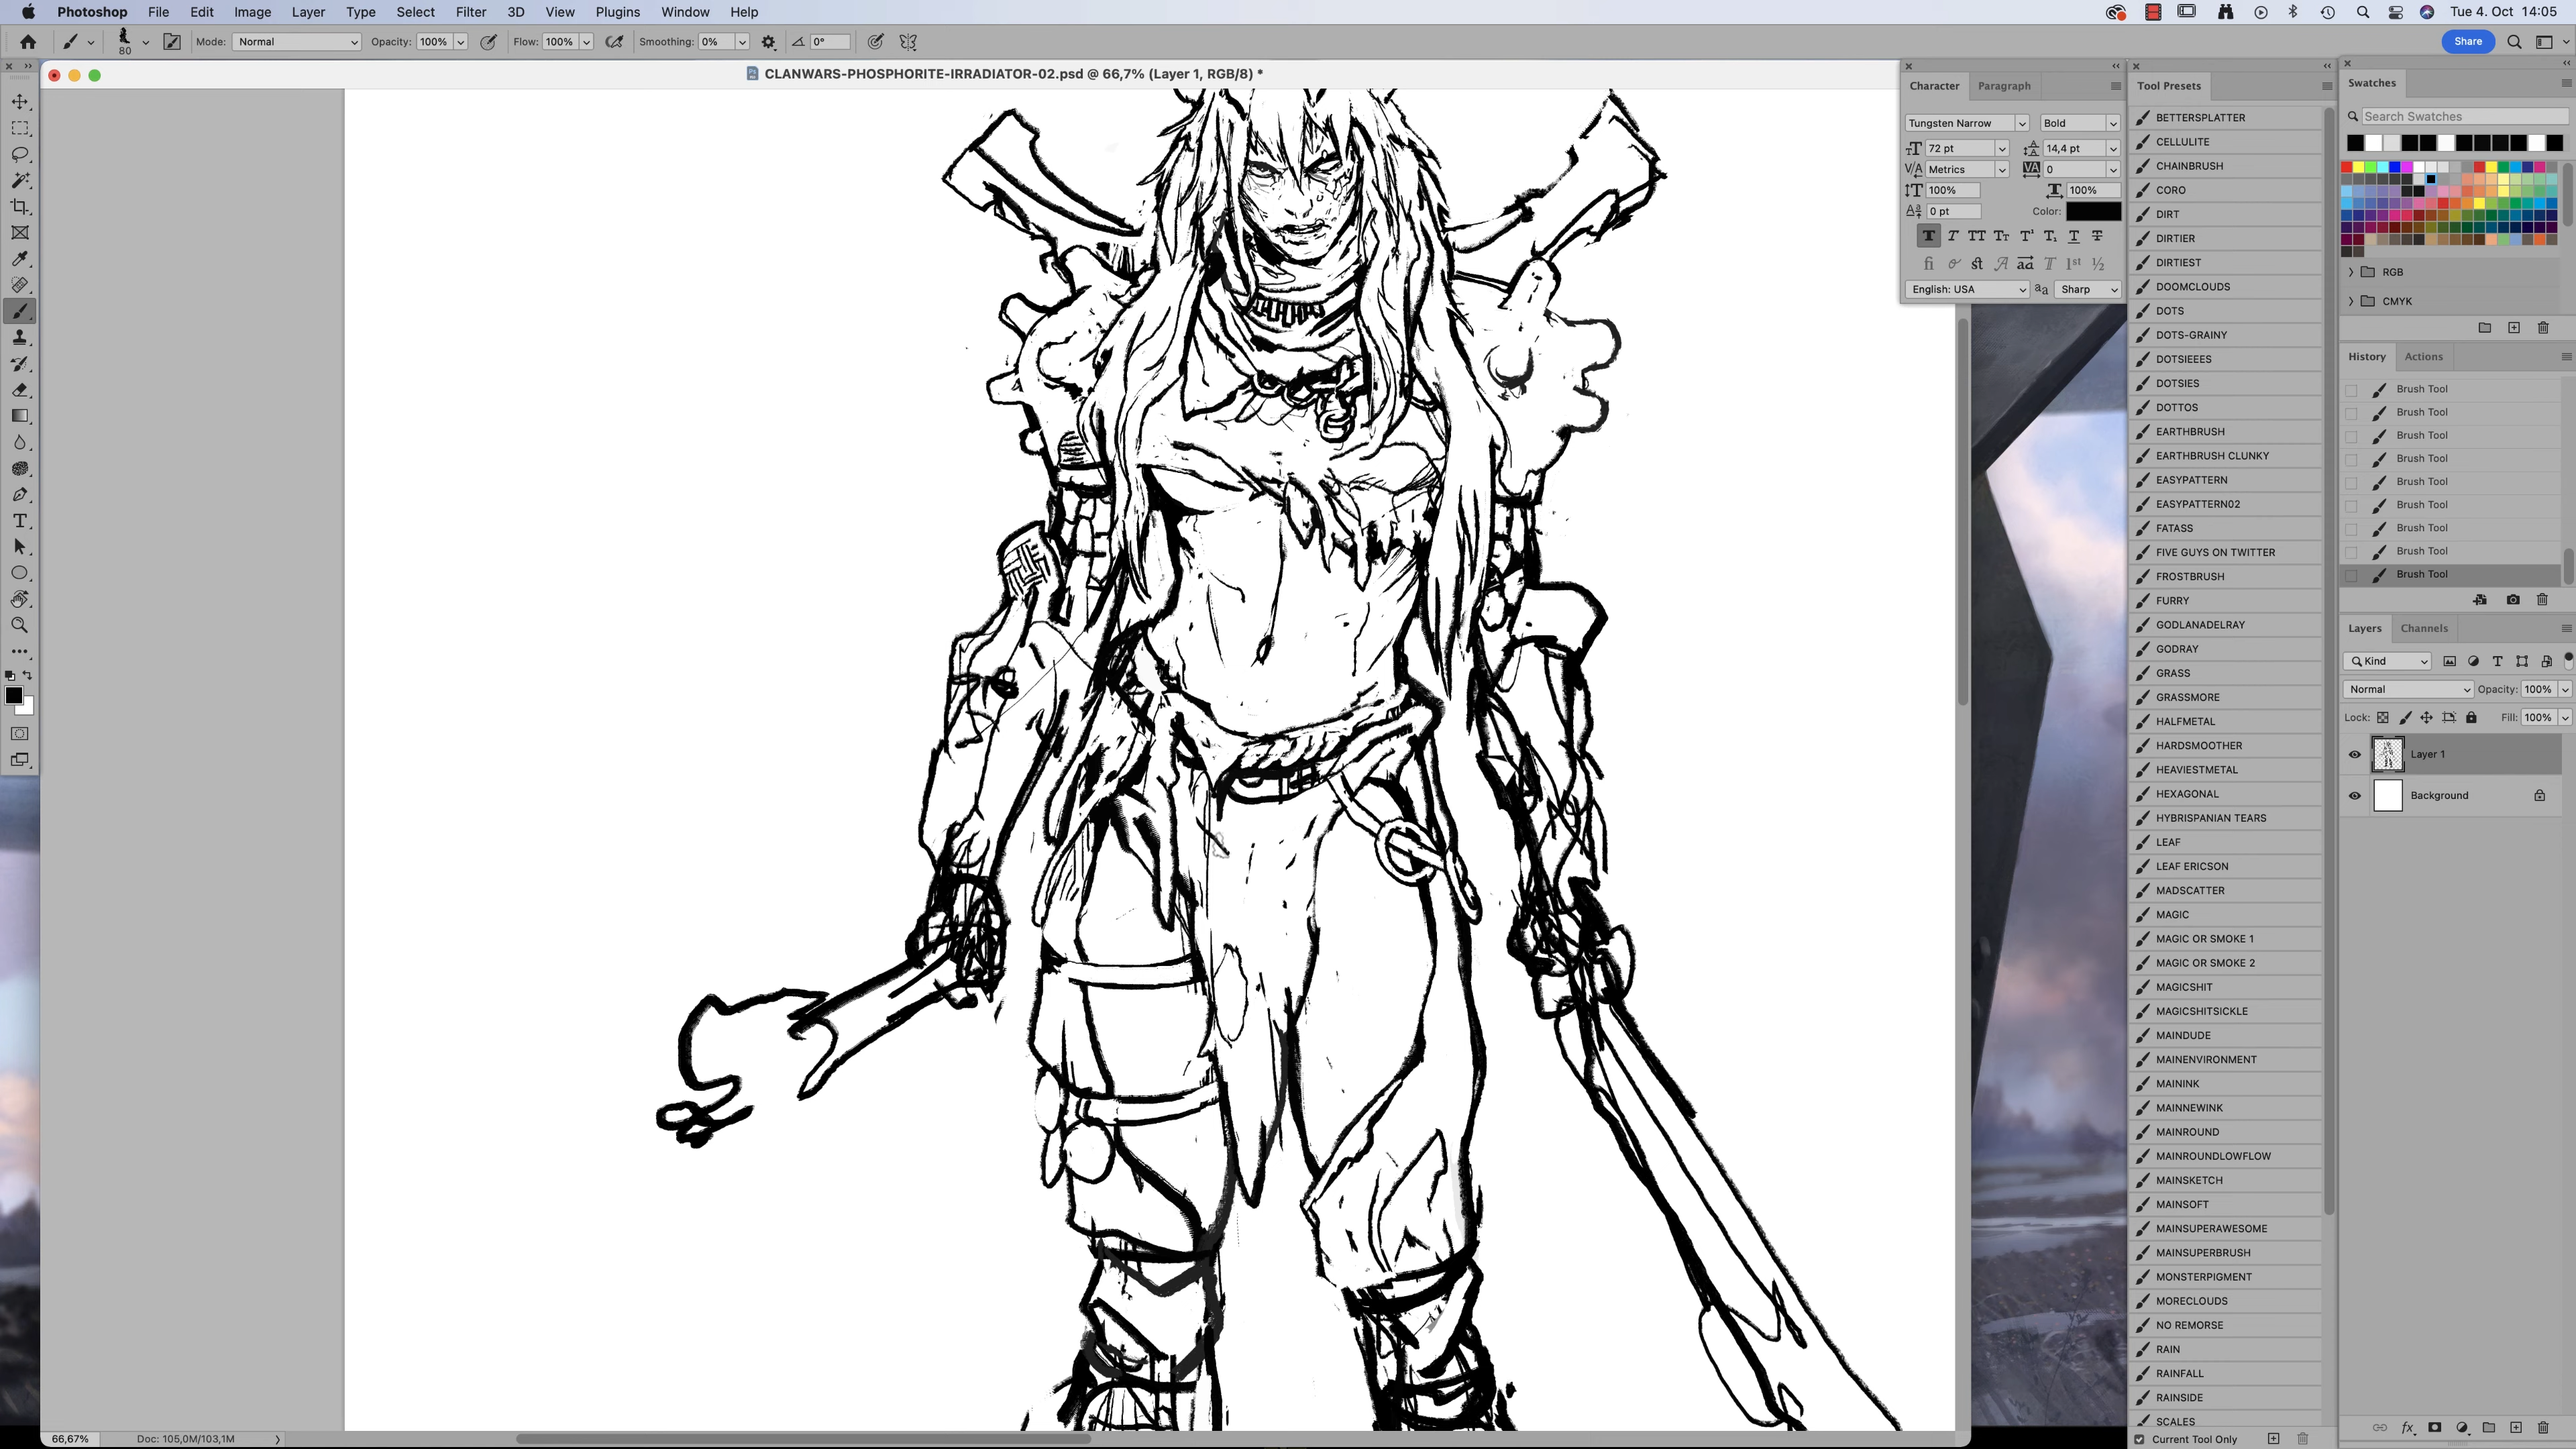 Photoshop File Edit Image Layer Type Select Filter 3D View Plugins Window Help Tue 4. Oct 14:05
80 Mode: Normal Opacity: 100% Flow: 100% Smoothing: 0% 0° Share
CLANWARS-PHOSPHORITE-IRRADIATOR-02.psd @ 66,7% (Layer 1, RGB/8) *
Character Paragraph
Tungsten Narrow Bold
72 pt 14,4 pt
Metrics 0
100% 100%
0 pt Color:
English: USA Sharp
Tool Presets
BETTERSPLATTER
CELLULITE
CHAINBRUSH
CORO
DIRT
DIRTIER
DIRTIEST
DOOMCLOUDS
DOTS
DOTS-GRAINY
DOTSIEEES
DOTSIES
DOTTOS
EARTHBRUSH
EARTHBRUSH CLUNKY
EASYPATTERN
EASYPATTERN02
FATASS
FIVE GUYS ON TWITTER
FROSTBRUSH
FURRY
GODLANADELRAY
GODRAY
GRASS
GRASSMORE
HALFMETAL
HARDSMOOTHER
HEAVIESTMETAL
HEXAGONAL
HYBRISPANIAN TEARS
LEAF
LEAF ERICSON
MADSCATTER
MAGIC
MAGIC OR SMOKE 1
MAGIC OR SMOKE 2
MAGICSHIT
MAGICSHITSICKLE
MAINDUDE
MAINENVIRONMENT
MAININK
MAINNEWINK
MAINROUND
MAINROUNDLOWFLOW
MAINSKETCH
MAINSOFT
MAINSUPERAWESOME
MAINSUPERBRUSH
MONSTERPIGMENT
MORECLOUDS
NO REMORSE
RAIN
RAINFALL
RAINSIDE
SCALES
Current Tool Only
Swatches
Search Swatches
RGB
CMYK
History Actions
Brush Tool
Brush Tool
Brush Tool
Brush Tool
Brush Tool
Brush Tool
Brush Tool
Brush Tool
Brush Tool
Layers Channels
Kind
Normal Opacity: 100%
Lock: Fill: 100%
Layer 1
Background
66,67% Doc: 105,0M/103,1M